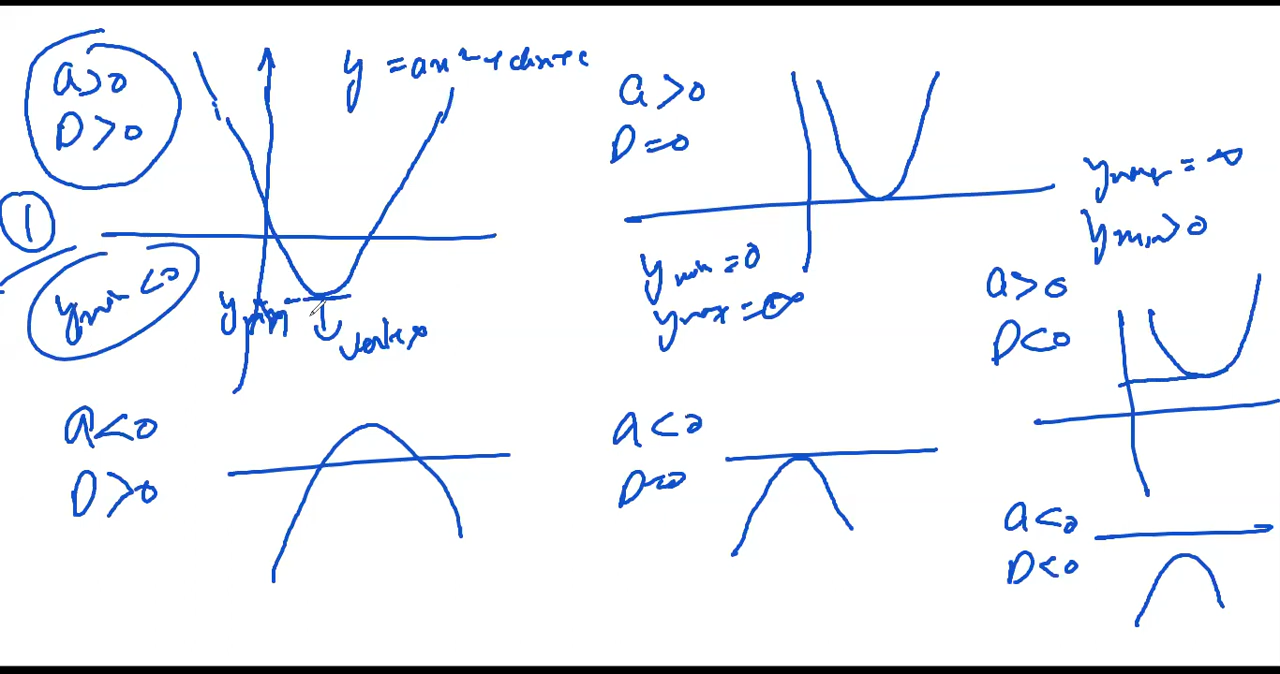 a>0
D>0
y = ax²+bx+c
1
ymin <0
ymin
vertex
a>0
D=0
ymin =0
ymax =∞
ymax = ∞
ymin>0
a>0
D<0
a<0
D>0
a<0
D=0
a<0
D<0